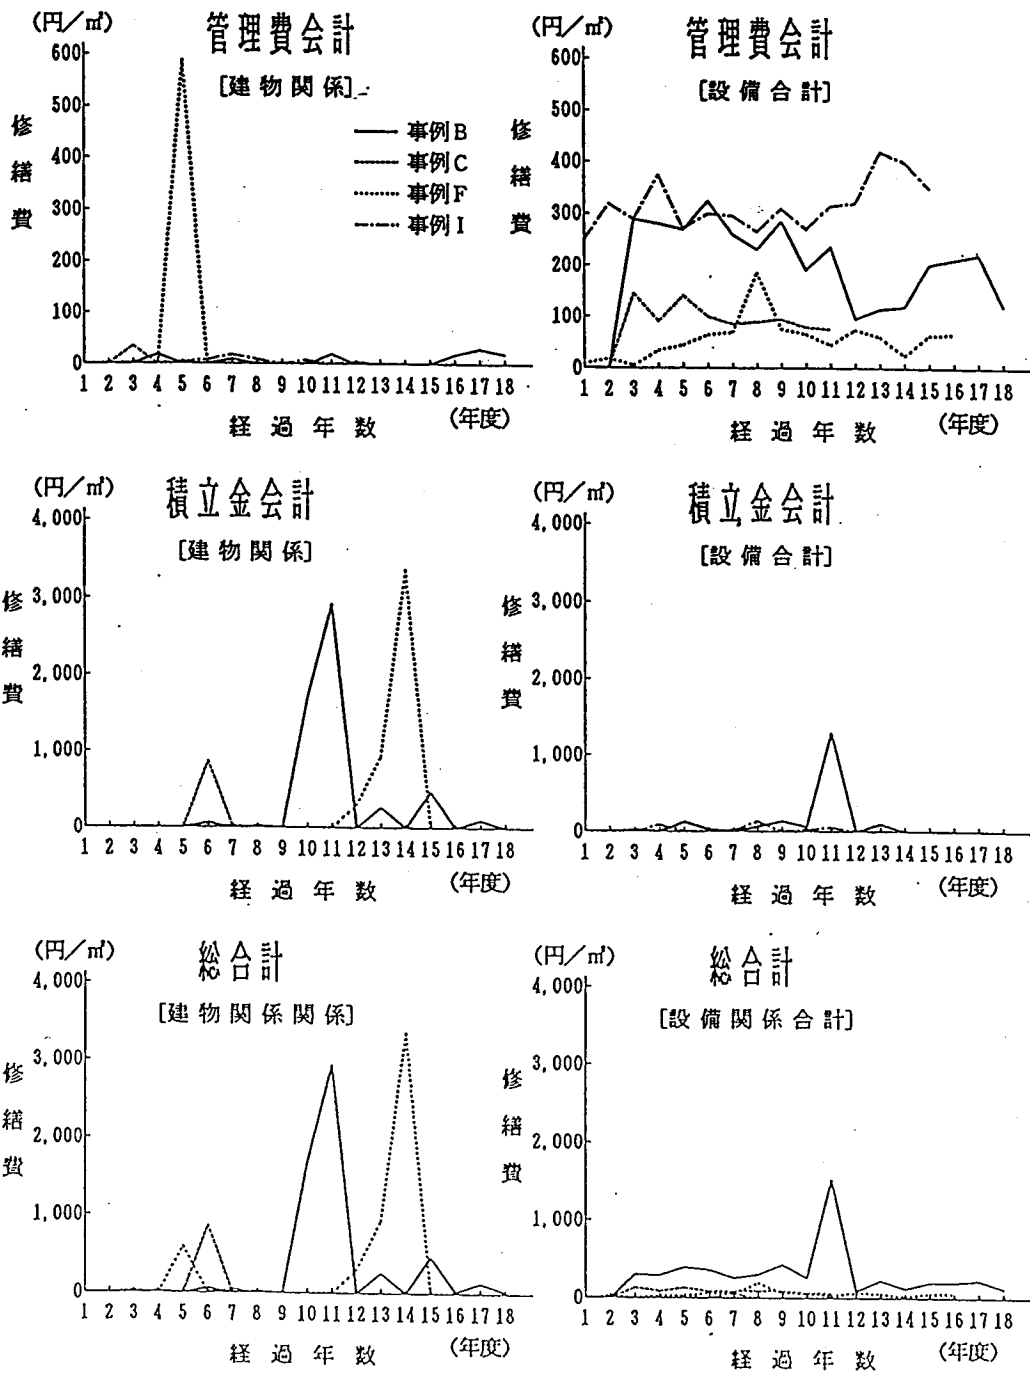 (円/㎡)
管理費会計
[建物関係]
600
500
400
300
200
100
0
修繕費
事例B
事例C
事例F
事例I
1 2 3 4 5 6 7 8 9 10 11 12 13 14 15 16 17 18
経過年数
(年度)
(円/㎡)
管理費会計
[設備合計]
600
500
400
300
200
100
0
修繕費
1 2 3 4 5 6 7 8 9 10 11 12 13 14 15 16 17 18
経過年数
(年度)
(円/㎡)
積立金会計
[建物関係]
4,000
3,000
2,000
1,000
0
修繕費
1 2 3 4 5 6 7 8 9 10 11 12 13 14 15 16 17 18
経過年数
(年度)
(円/㎡)
積立金会計
[設備合計]
4,000
3,000
2,000
1,000
0
修繕費
1 2 3 4 5 6 7 8 9 10 11 12 13 14 15 16 17 18
経過年数
(年度)
(円/㎡)
総合計
[建物関係関係]
4,000
3,000
2,000
1,000
0
修繕費
1 2 3 4 5 6 7 8 9 10 11 12 13 14 15 16 17 18
経過年数
(年度)
(円/㎡)
総合計
[設備関係合計]
4,000
3,000
2,000
1,000
0
修繕費
1 2 3 4 5 6 7 8 9 10 11 12 13 14 15 16 17 18
経過年数
(年度)